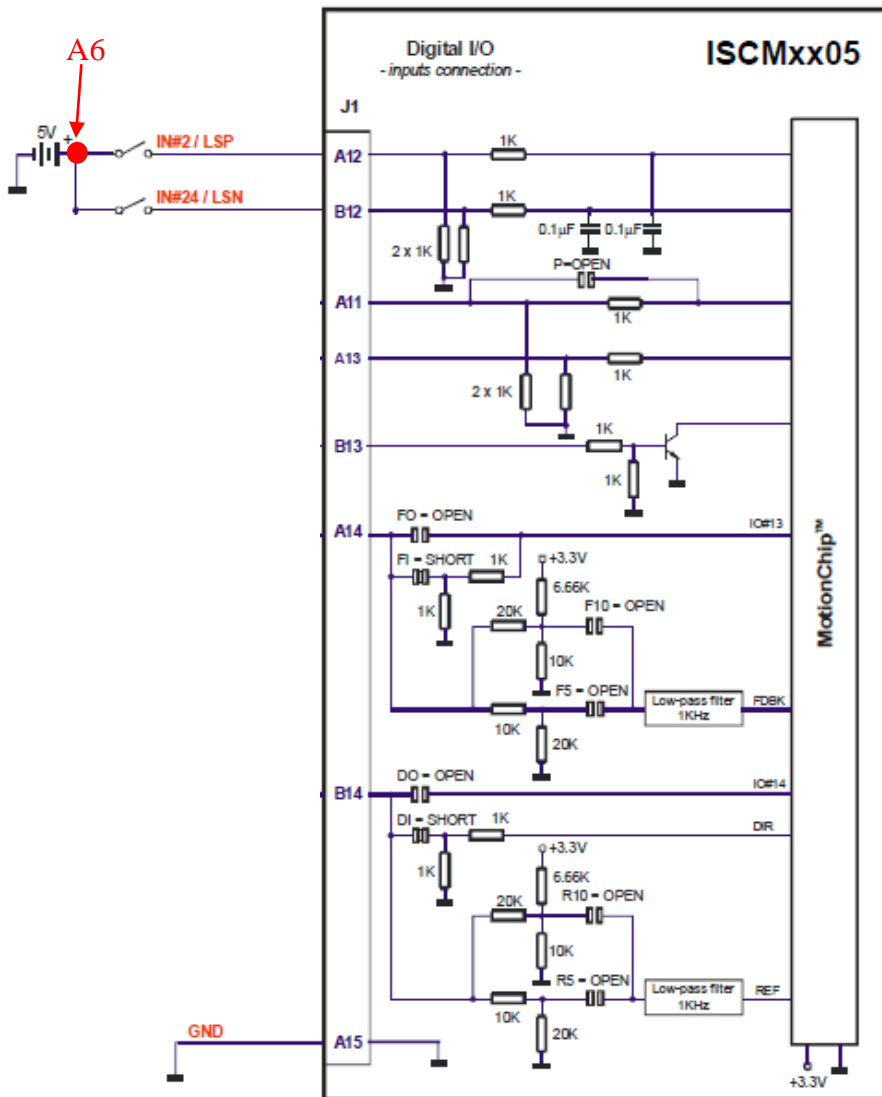 A6
Digital I/O
- inputs connection -
ISCMxx05
J1
5V
+
IN#2 / LSP
A12
1K
IN#24 / LSN
B12
1K
0.1µF
0.1µF
2 x 1K
P=OPEN
A11
1K
A13
1K
2 x 1K
B13
1K
1K
A14
FO = OPEN
IO#13
FI = SHORT
1K
+3.3V
1K
6.66K
20K
F10 = OPEN
10K
F5 = OPEN
Low-pass filter
1KHz
FDBK
10K
20K
MotionChip™
B14
DO = OPEN
IO#14
DI = SHORT
1K
DIR
1K
+3.3V
6.66K
20K
R10 = OPEN
10K
R5 = OPEN
Low-pass filter
1KHz
REF
10K
20K
GND
A15
+3.3V